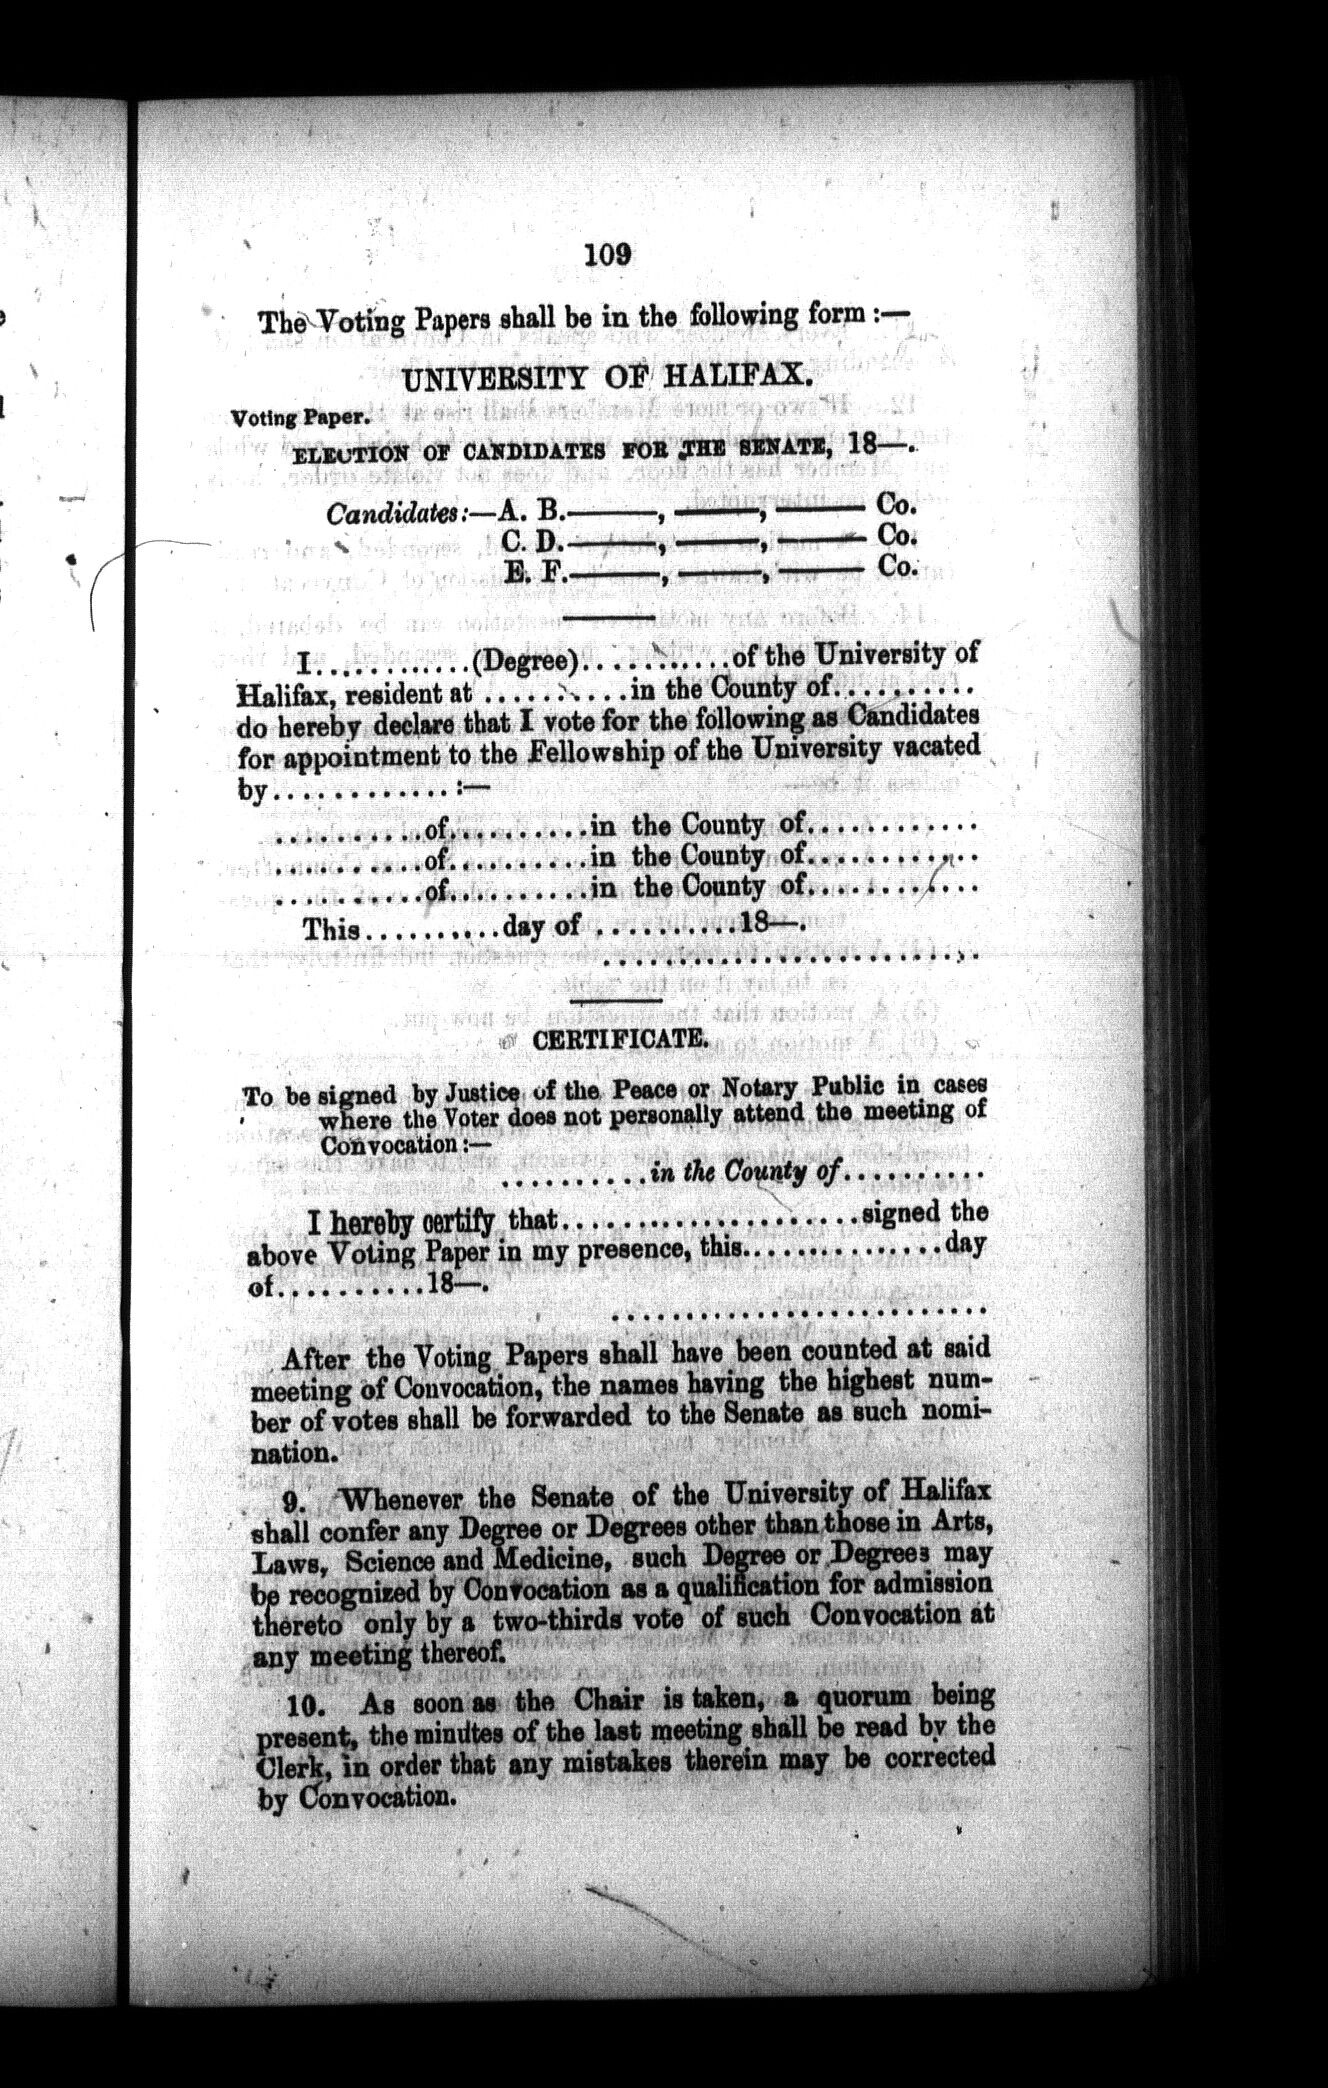 109
The Voting Papers shall be in the following form :—
UNIVERSITY OF HALIFAX.
Voting Paper.
ELECTION OF CANDIDATES FOR THE SENATE, 18—.
Candidates:—A. B.———, ———, ——— Co.
C. D.———, ———, ——— Co.
E. F.———, ———, ——— Co.
I............(Degree)..........of the University of
Halifax, resident at ..........in the County of..........
do hereby declare that I vote for the following as Candidates
for appointment to the Fellowship of the University vacated
by............ :—
..........of..........in the County of............
..........of..........in the County of............
..........of..........in the County of............
This..........day of ..........18—.
.........................
CERTIFICATE.
To be signed by Justice of the Peace or Notary Public in cases
where the Voter does not personally attend the meeting of
Convocation :—
..........in the County of..........
I hereby certify that....................signed the
above Voting Paper in my presence, this..............day
of..........18—.
.........................
After the Voting Papers shall have been counted at said
meeting of Convocation, the names having the highest num-
ber of votes shall be forwarded to the Senate as such nomi-
nation.
9. Whenever the Senate of the University of Halifax
shall confer any Degree or Degrees other than those in Arts,
Laws, Science and Medicine, such Degree or Degrees may
be recognized by Convocation as a qualification for admission
thereto only by a two-thirds vote of such Convocation at
any meeting thereof.
10. As soon as the Chair is taken, a quorum being
present, the minutes of the last meeting shall be read by the
Clerk, in order that any mistakes therein may be corrected
by Convocation.